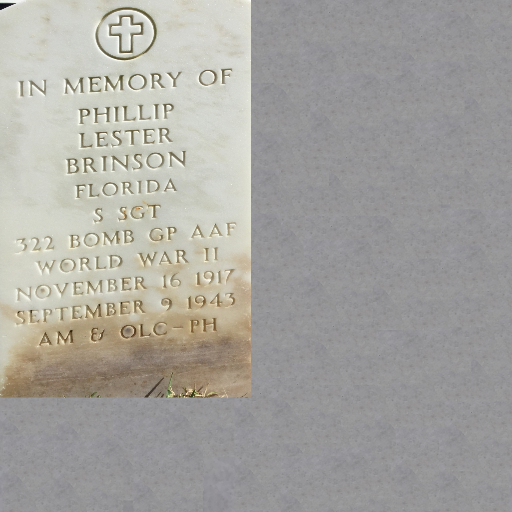 IN MEMORY OF
PHILLIP
LESTER
BRINSON
FLORIDA
S SGT
322 BOMB GP AAF
WORLD WAR II
NOVEMBER 16 1917
SEPTEMBER 9 1943
AM & OLC-PH